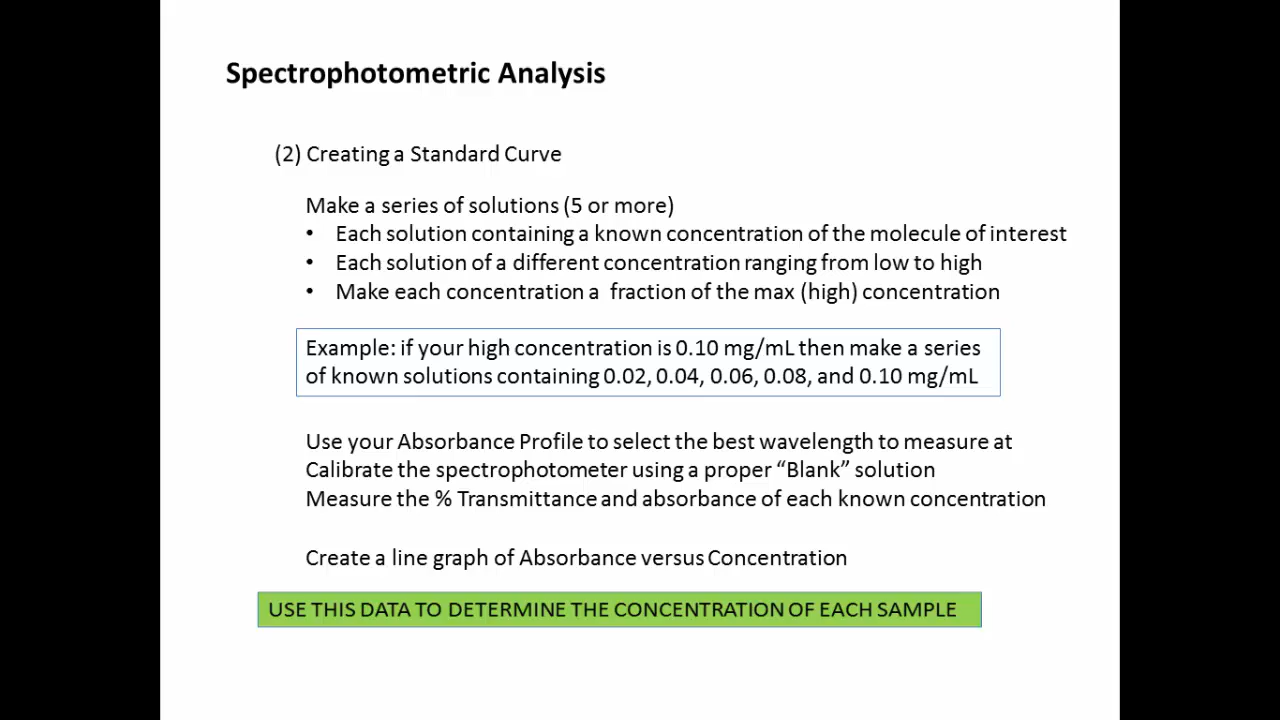 Spectrophotometric Analysis
(2) Creating a Standard Curve
Make a series of solutions (5 or more)
• Each solution containing a known concentration of the molecule of interest
• Each solution of a different concentration ranging from low to high
• Make each concentration a fraction of the max (high) concentration
Example: if your high concentration is 0.10 mg/mL then make a series
of known solutions containing 0.02, 0.04, 0.06, 0.08, and 0.10 mg/mL
Use your Absorbance Profile to select the best wavelength to measure at
Calibrate the spectrophotometer using a proper “Blank” solution
Measure the % Transmittance and absorbance of each known concentration
Create a line graph of Absorbance versus Concentration
USE THIS DATA TO DETERMINE THE CONCENTRATION OF EACH SAMPLE